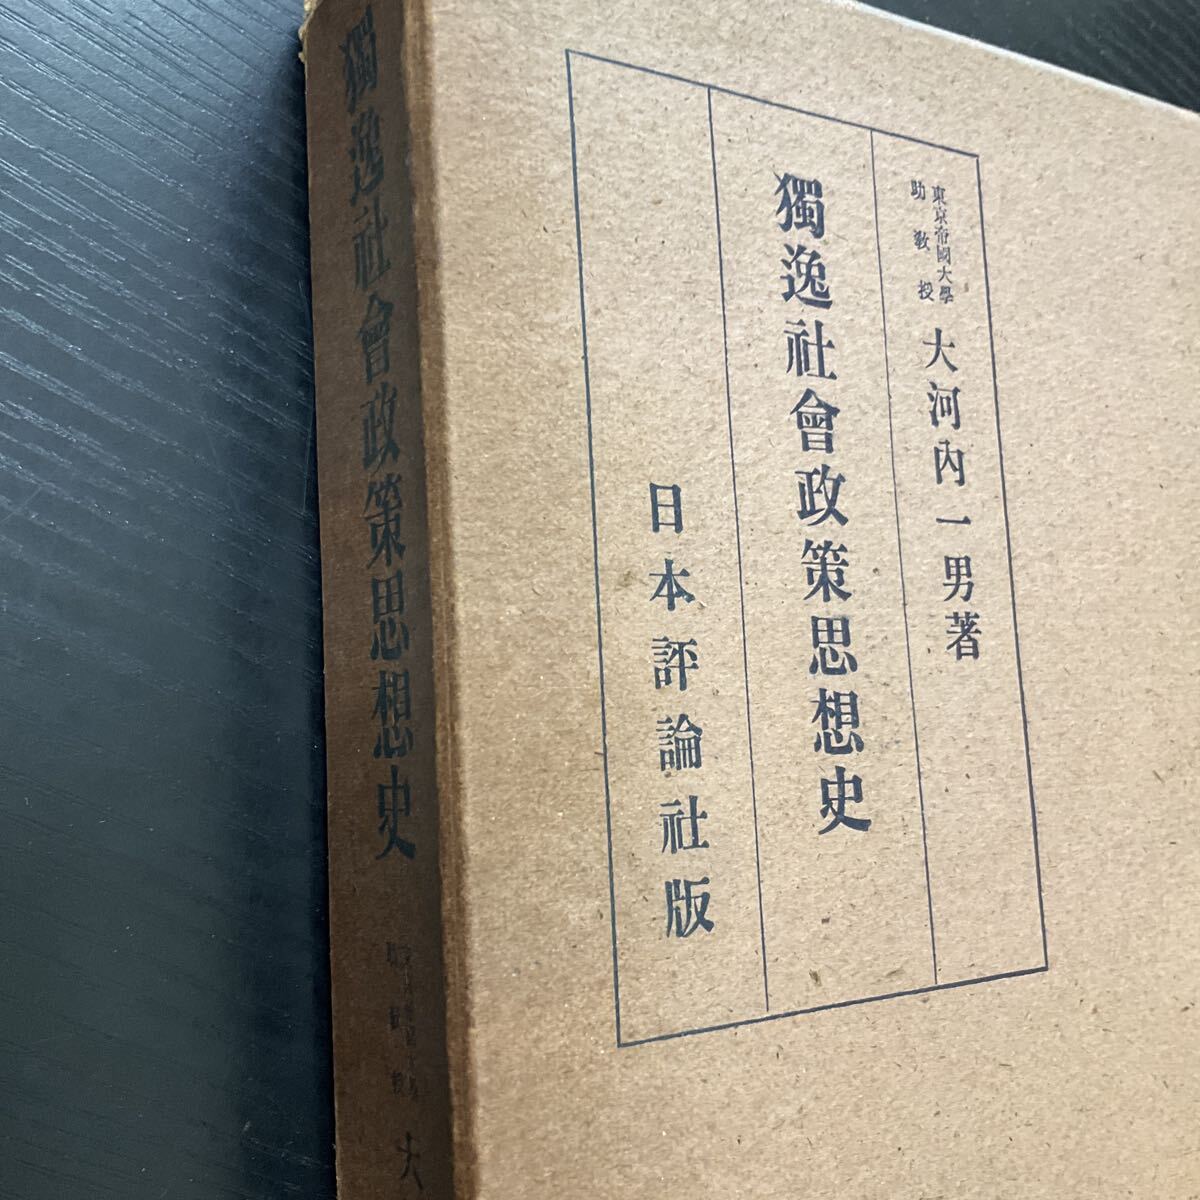 東京帝國大學
助教授
大河內一男著
獨逸社會政策思想史
日本評論社版
獨逸社會政策思想史
大